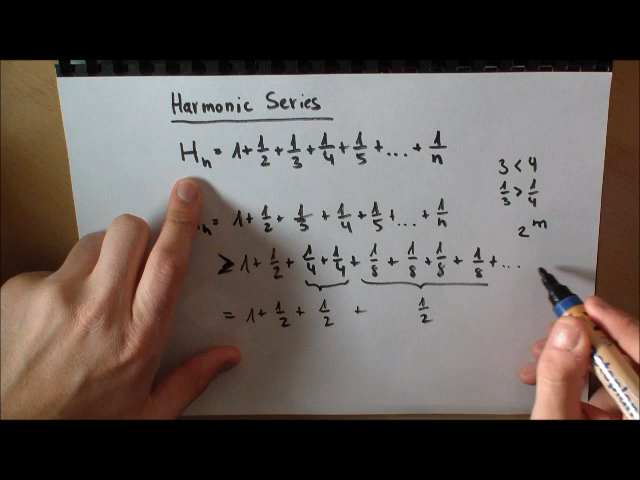 Harmonic Series
Hn = 1 + 1/2 + 1/3 + 1/4 + 1/5 + ... + 1/n
3 < 4
1/3 > 1/4
n = 1 + 1/2 + 1/3 + 1/4 + 1/5 + ... + 1/n
2^m
≥ 1 + 1/2 + 1/4 + 1/4 + 1/8 + 1/8 + 1/8 + 1/8 + ...
= 1 + 1/2 + 1/2 + 1/2